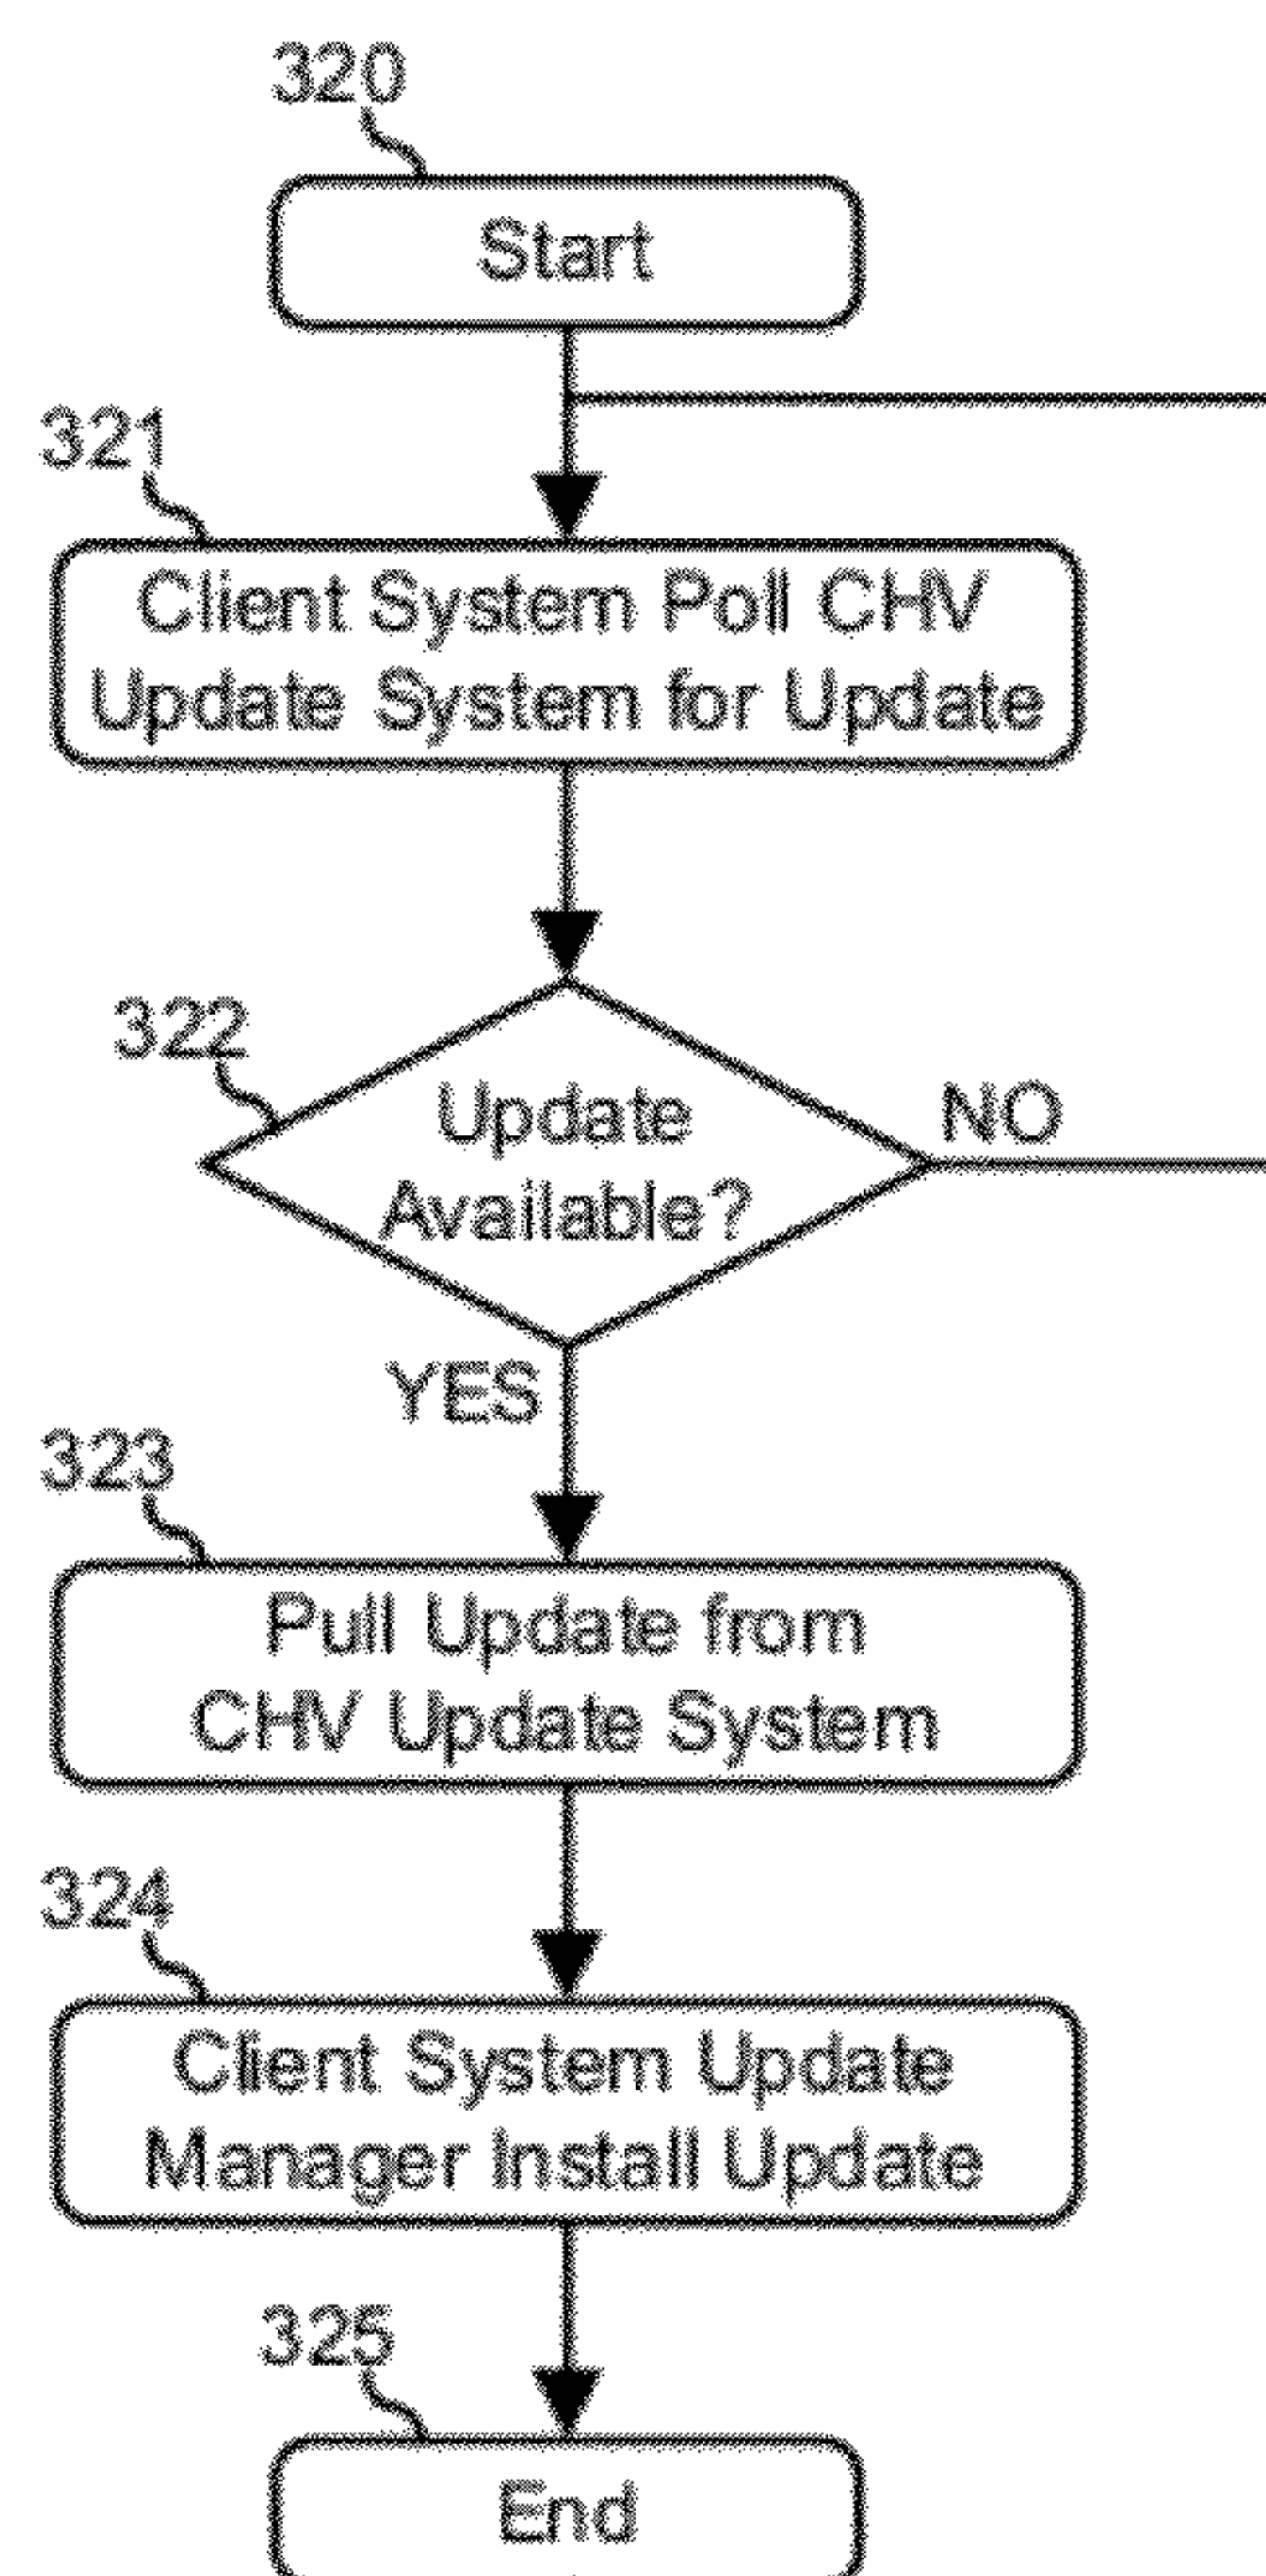 320
Start
321
Client System Poll CHV
Update System for Update
322
Update
Available?
NO
YES
323
Pull Update from
CHV Update System
324
Client System Update
Manager Install Update
325
End